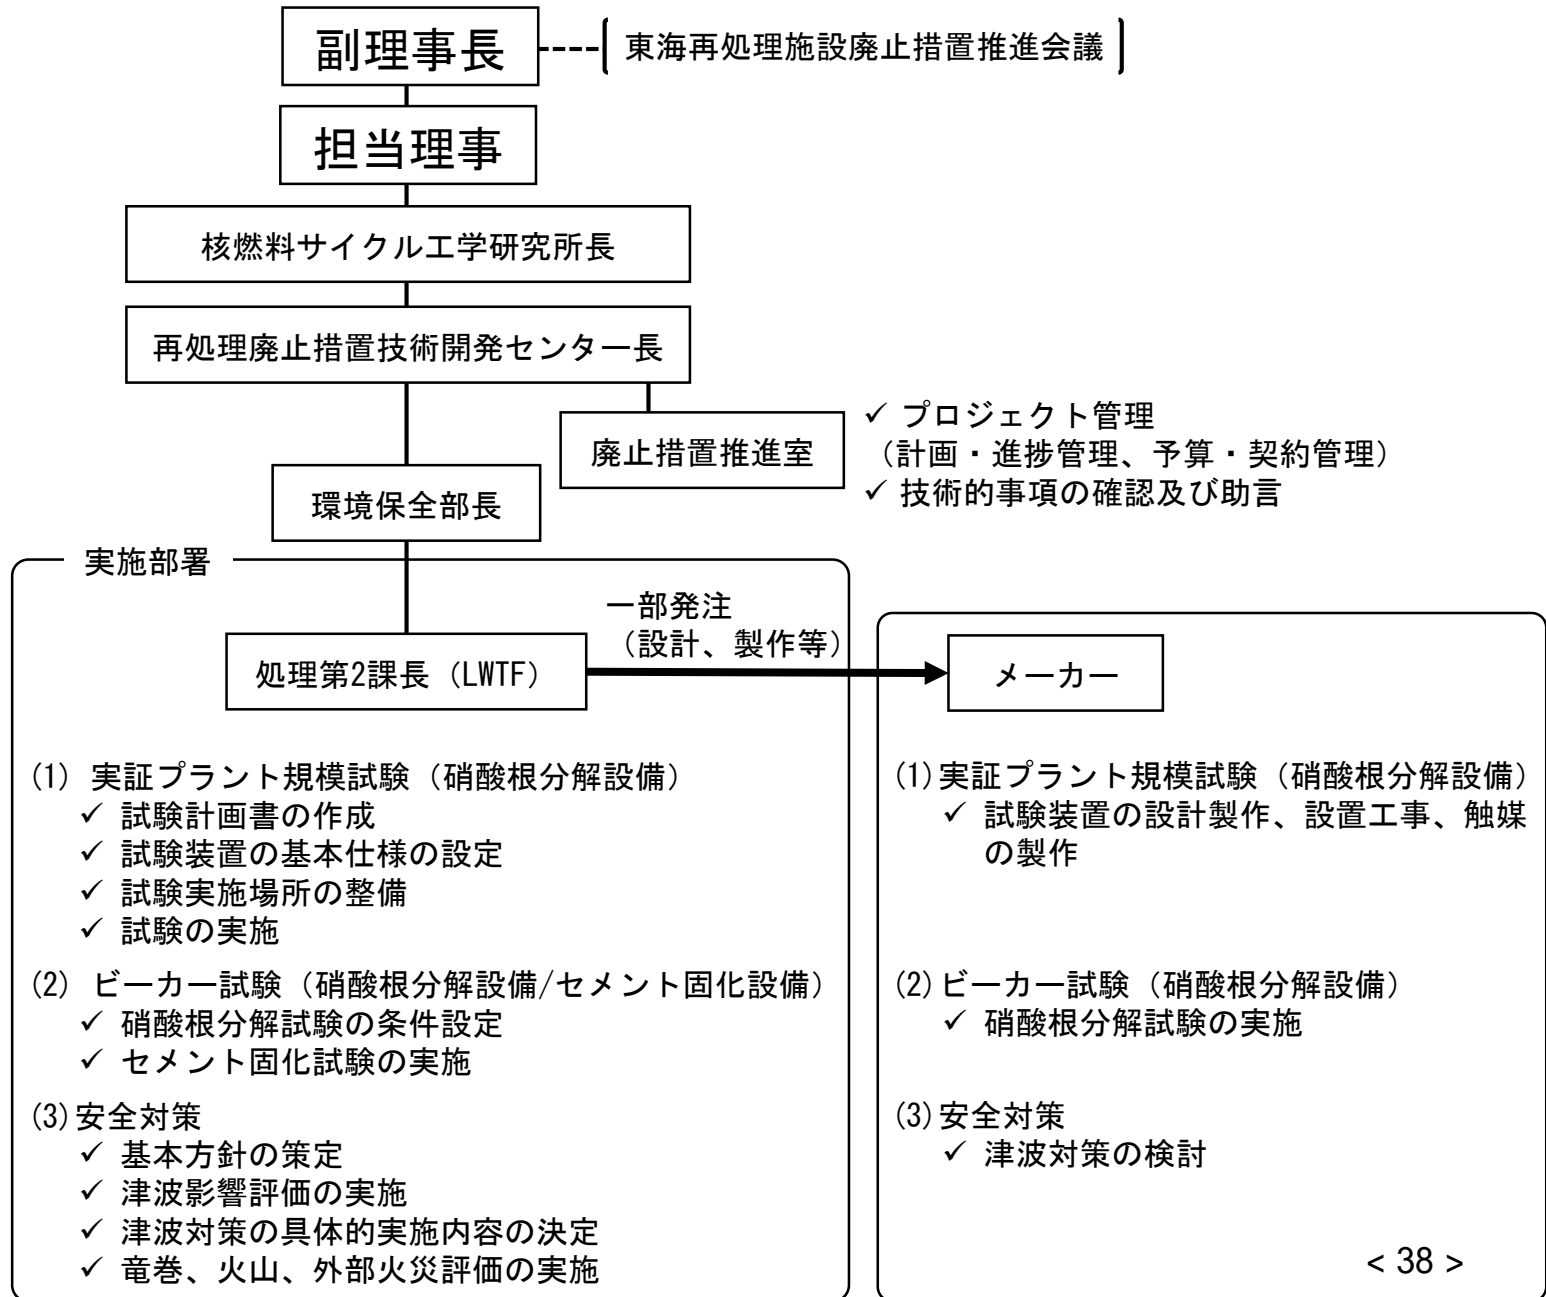 副理事長
東海再処理施設廃止措置推進会議
担当理事
核燃料サイクル工学研究所長
再処理廃止措置技術開発センター長
廃止措置推進室
✓ プロジェクト管理
（計画・進捗管理、予算・契約管理）
✓ 技術的事項の確認及び助言
環境保全部長
実施部署
一部発注
（設計、製作等）
処理第2課長（LWTF）
メーカー
(1) 実証プラント規模試験（硝酸根分解設備）
✓ 試験計画書の作成
✓ 試験装置の基本仕様の設定
✓ 試験実施場所の整備
✓ 試験の実施
(2) ビーカー試験（硝酸根分解設備/セメント固化設備）
✓ 硝酸根分解試験の条件設定
✓ セメント固化試験の実施
(3)安全対策
✓ 基本方針の策定
✓ 津波影響評価の実施
✓ 津波対策の具体的実施内容の決定
✓ 竜巻、火山、外部火災評価の実施
(1)実証プラント規模試験（硝酸根分解設備）
✓ 試験装置の設計製作、設置工事、触媒
の製作
(2)ビーカー試験（硝酸根分解設備）
✓ 硝酸根分解試験の実施
(3)安全対策
✓ 津波対策の検討
< 38 >